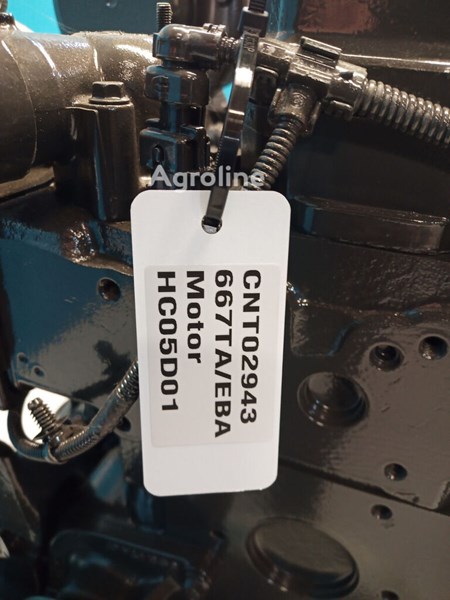 Agroline
CNT02943
667TA/EBA
Motor
HC05D01